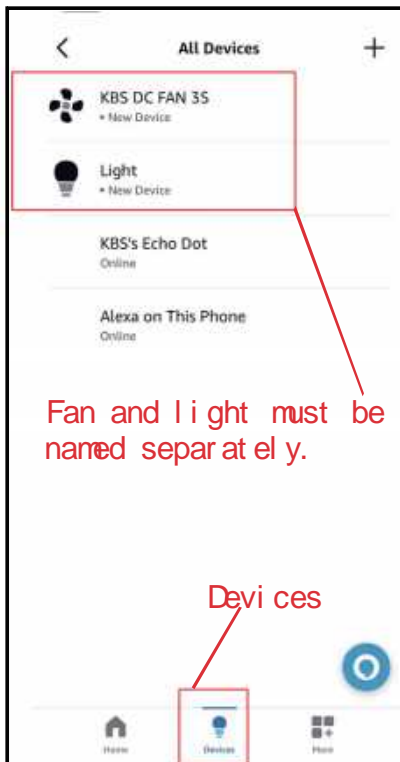 All Devices
KBS DC FAN 3S
• New Device
Light
• New Device
KBS's Echo Dot
Online
Alexa on This Phone
Online
Fan and light must be
named separately.
Devices
Home
Devices
More